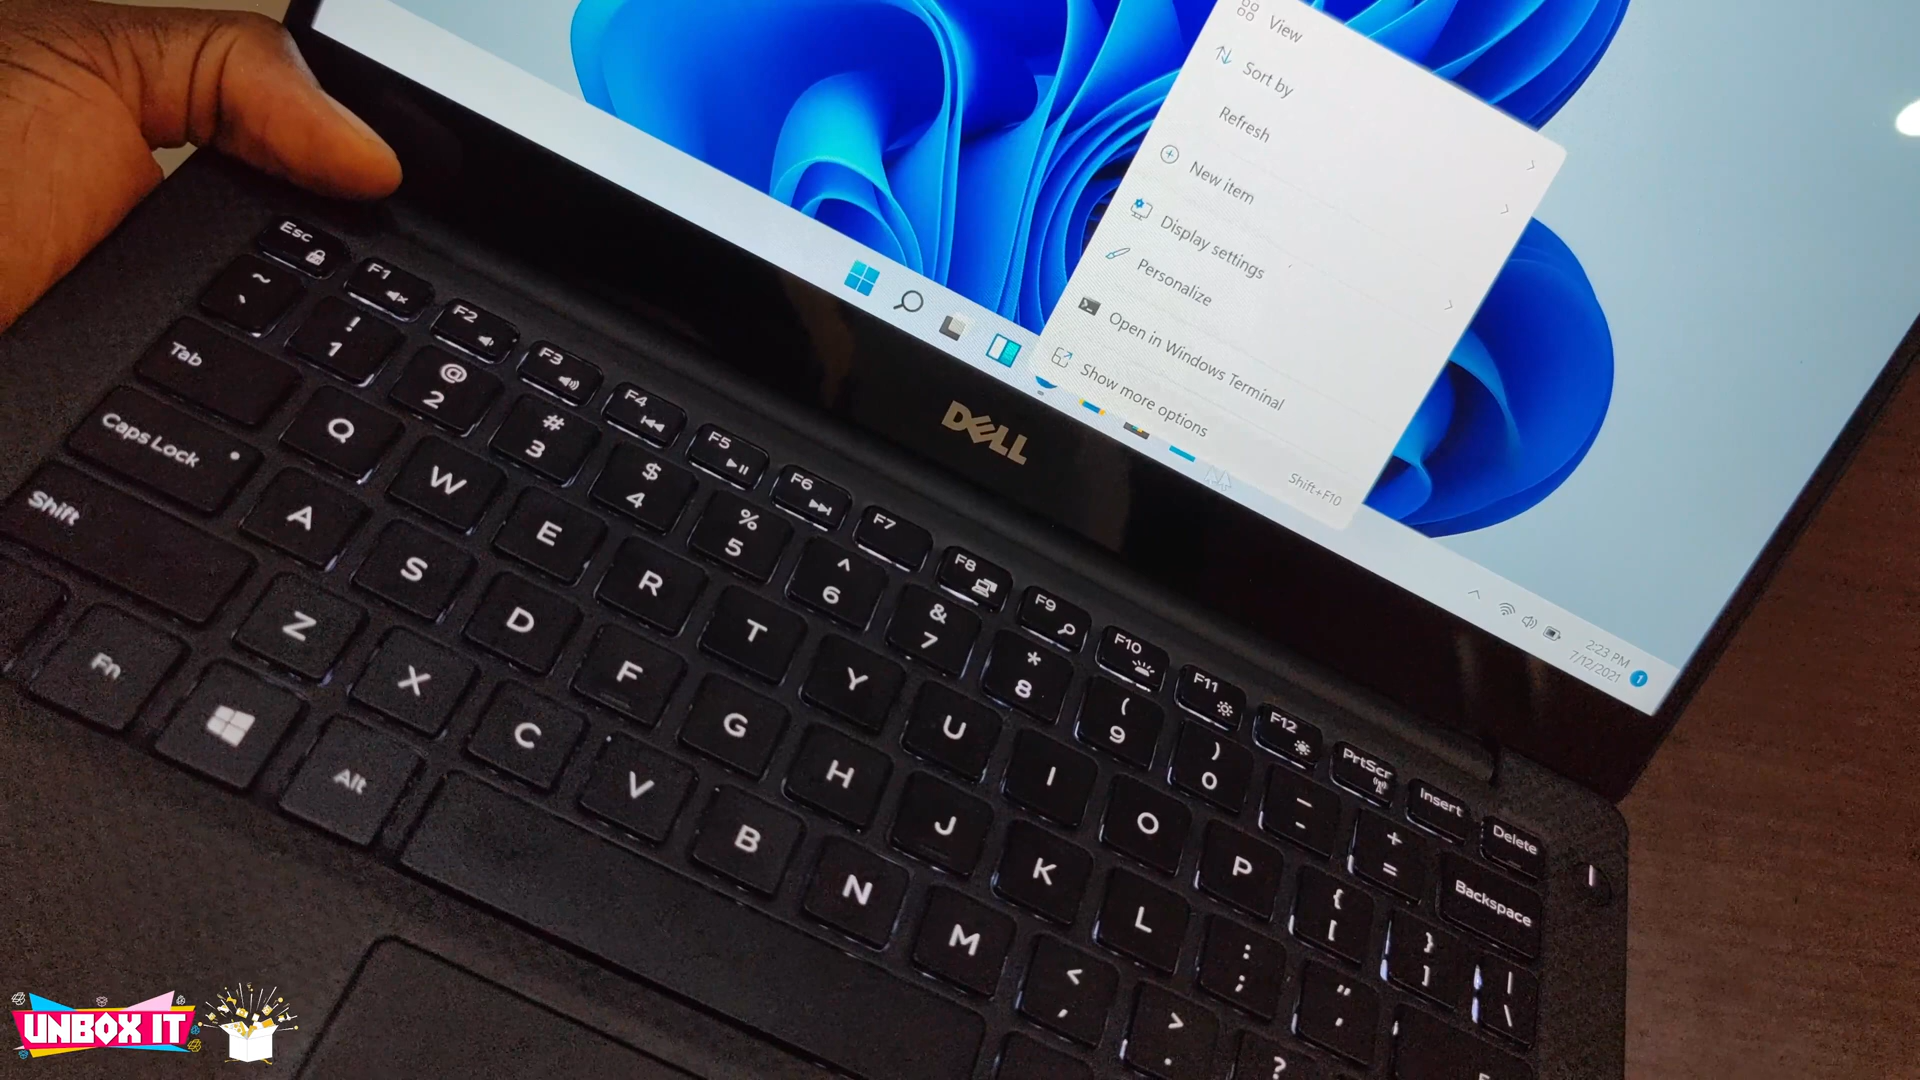 View
Sort by
Refresh
New item
Display settings
Personalize
Open in Windows Terminal
Show more options
Shift+F10
2:23 PM
7/12/2021
1
DELL
Esc F1 F2 F3 F4 F5 F6 F7 F8 F9 F10 F11 F12 PrtScr Insert Delete
~ ! @ # $ % ^ & * ( ) _ + Backspace
` 1 2 3 4 5 6 7 8 9 0 - =
Tab Q W E R T Y U I O P { } |
[ ] \
Caps Lock A S D F G H J K L : "
; '
Shift Z X C V B N M < > ?
, .
Fn Alt
UNBOX IT